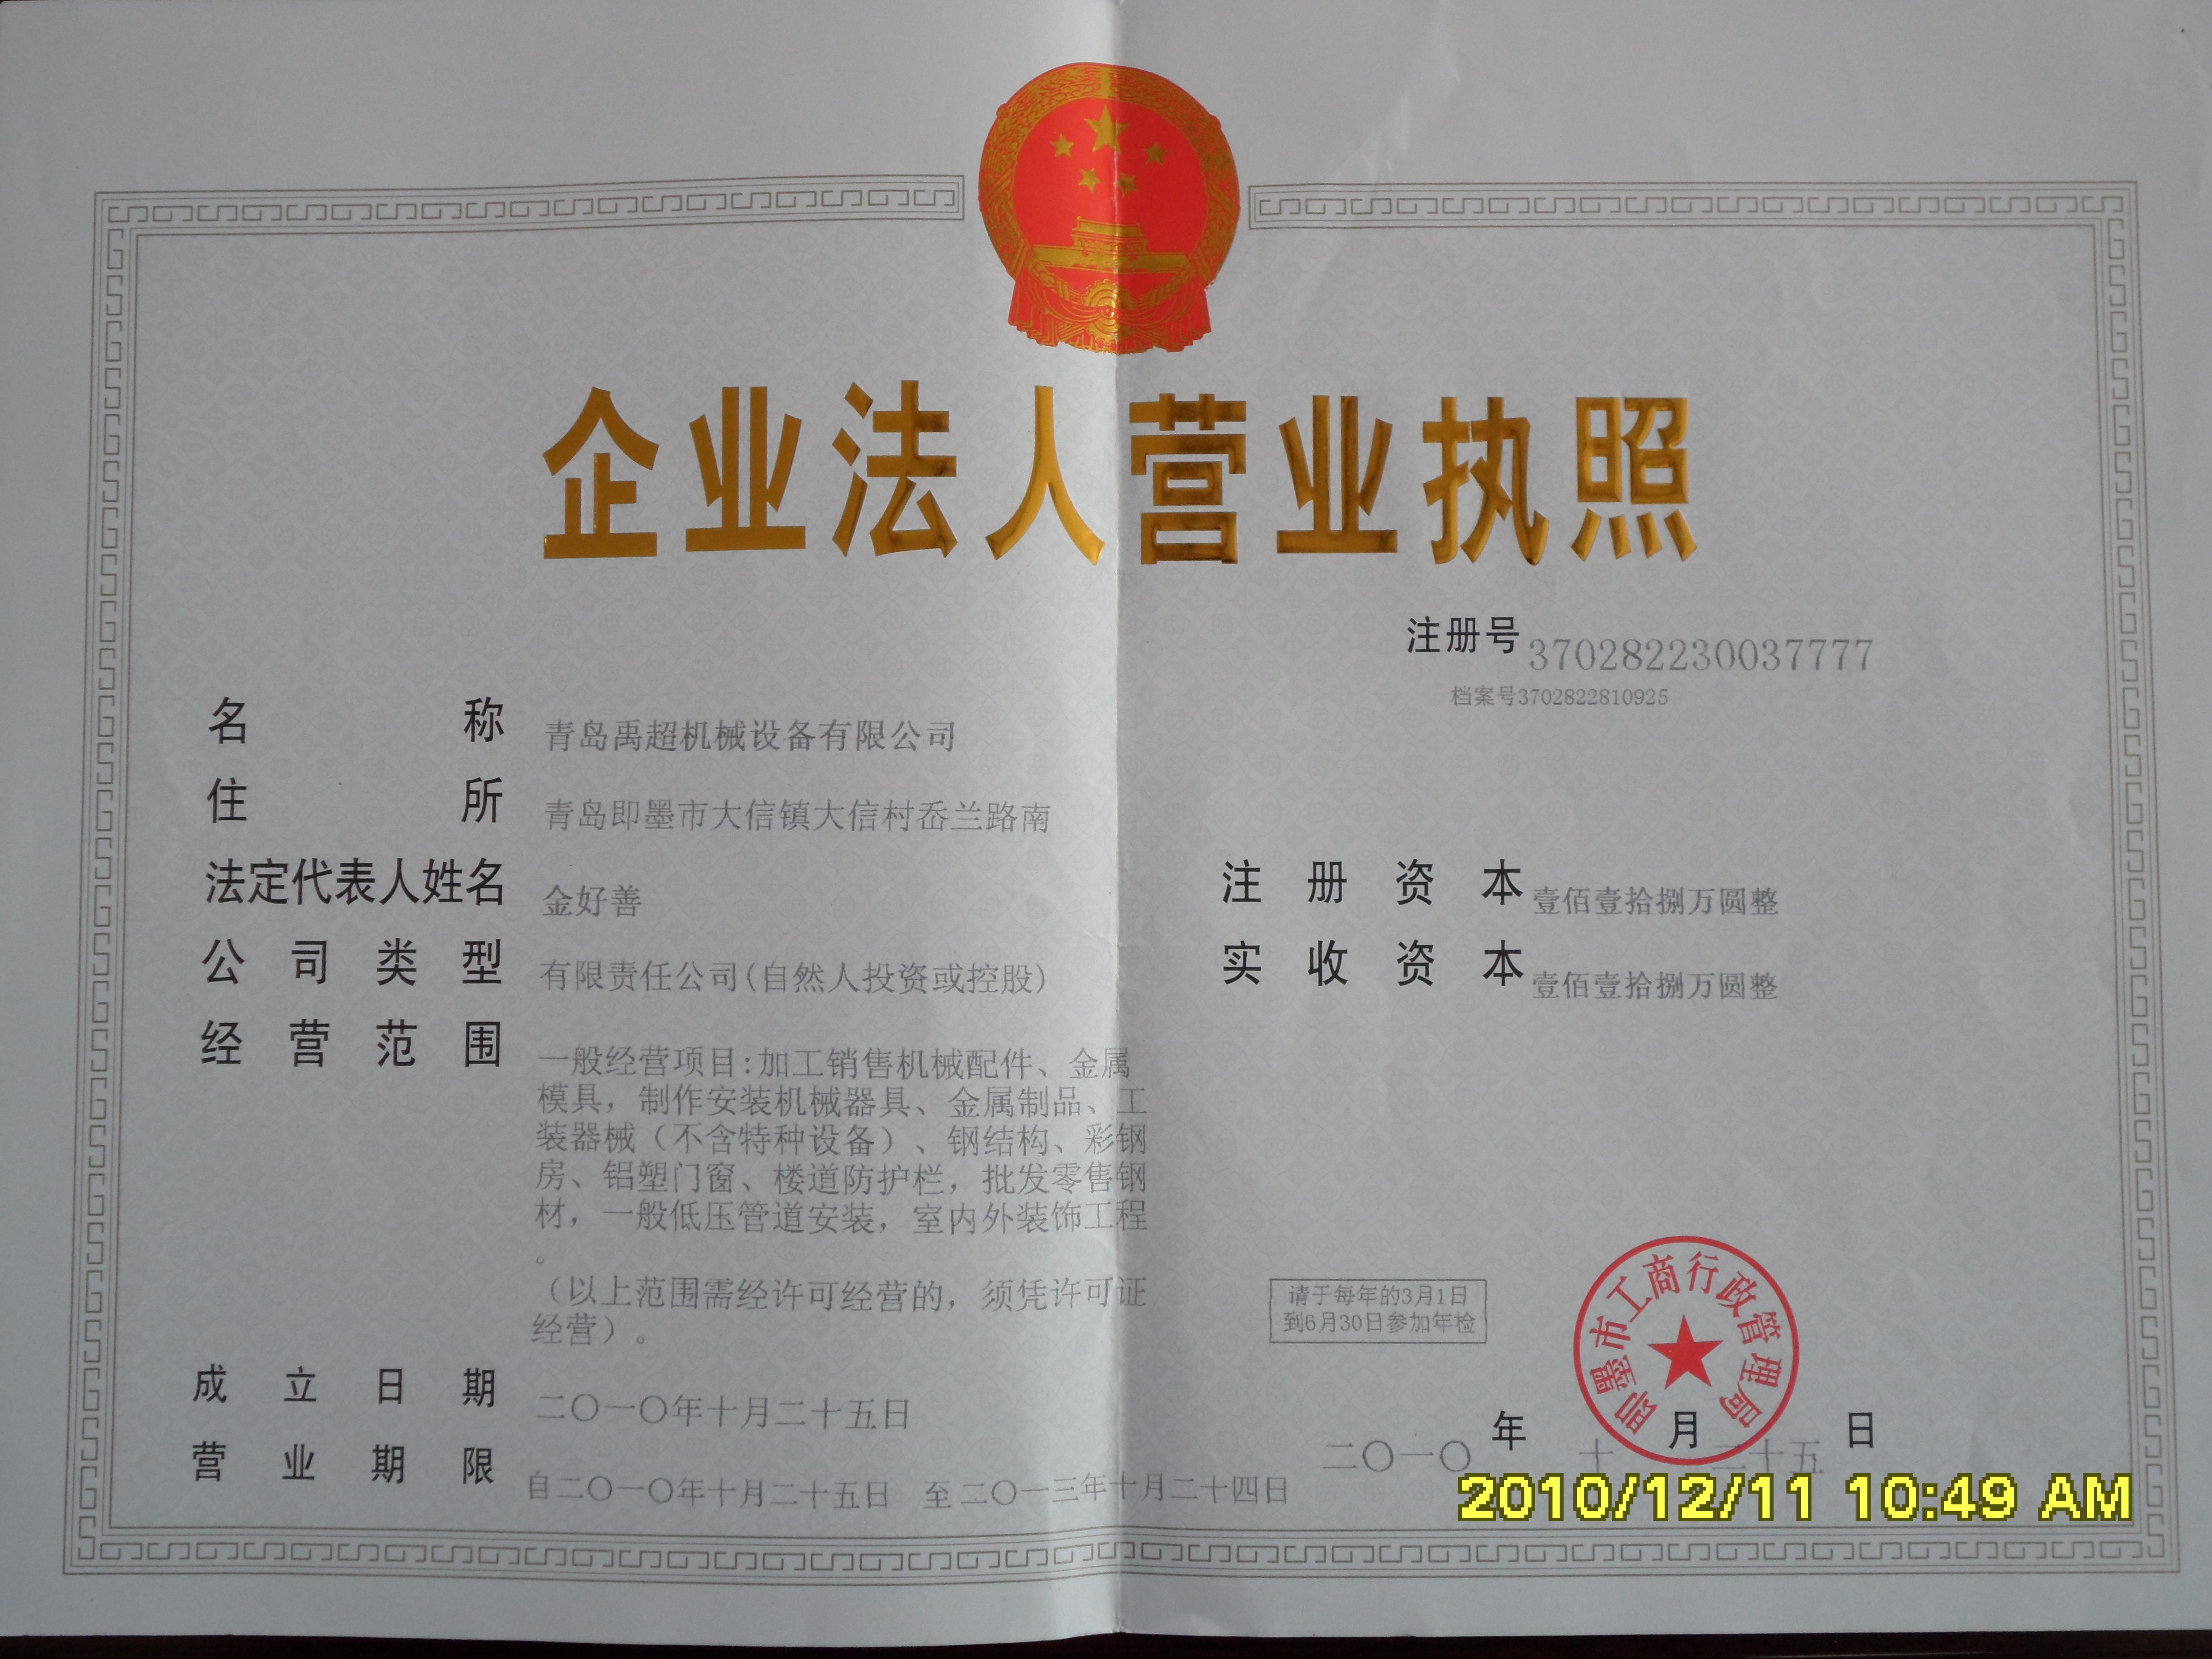 企业法人营业执照
注册号 370282230037777
档案号3702822810925
名称 青岛禹超机械设备有限公司
住所 青岛即墨市大信镇大信村岙兰路南
法定代表人姓名 金好善
注册资本 壹佰壹拾捌万圆整
公司类型 有限责任公司(自然人投资或控股)
实收资本 壹佰壹拾捌万圆整
经营范围 一般经营项目:加工销售机械配件、金属
模具，制作安装机械器具、金属制品、工
装器械（不含特种设备）、钢结构、彩钢
房、铝塑门窗、楼道防护栏，批发零售钢
材，一般低压管道安装，室内外装饰工程
。
（以上范围需经许可经营的，须凭许可证
经营）。
请于每年的3月1日
到6月30日参加年检
即墨市工商行政管理局
成立日期 二〇一〇年十月二十五日
二〇一〇年十月二十五日
营业期限 自二〇一〇年十月二十五日 至二〇一三年十月二十四日
2010/12/11 10:49 AM